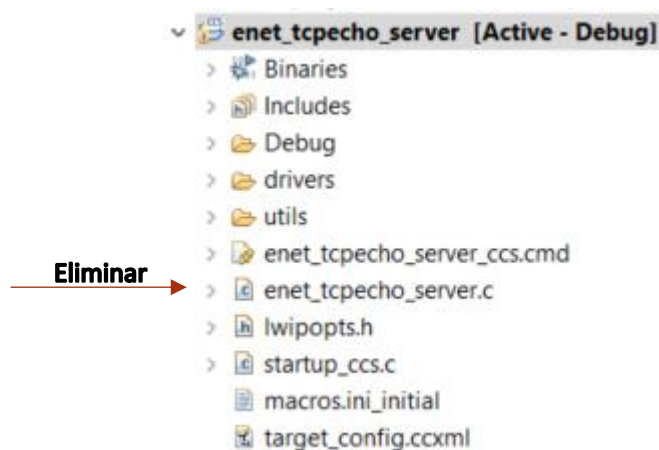 enet_tcpecho_server [Active - Debug]
Binaries
Includes
Debug
drivers
utils
enet_tcpecho_server_ccs.cmd
Eliminar
enet_tcpecho_server.c
lwipopts.h
startup_ccs.c
macros.ini_initial
target_config.ccxml